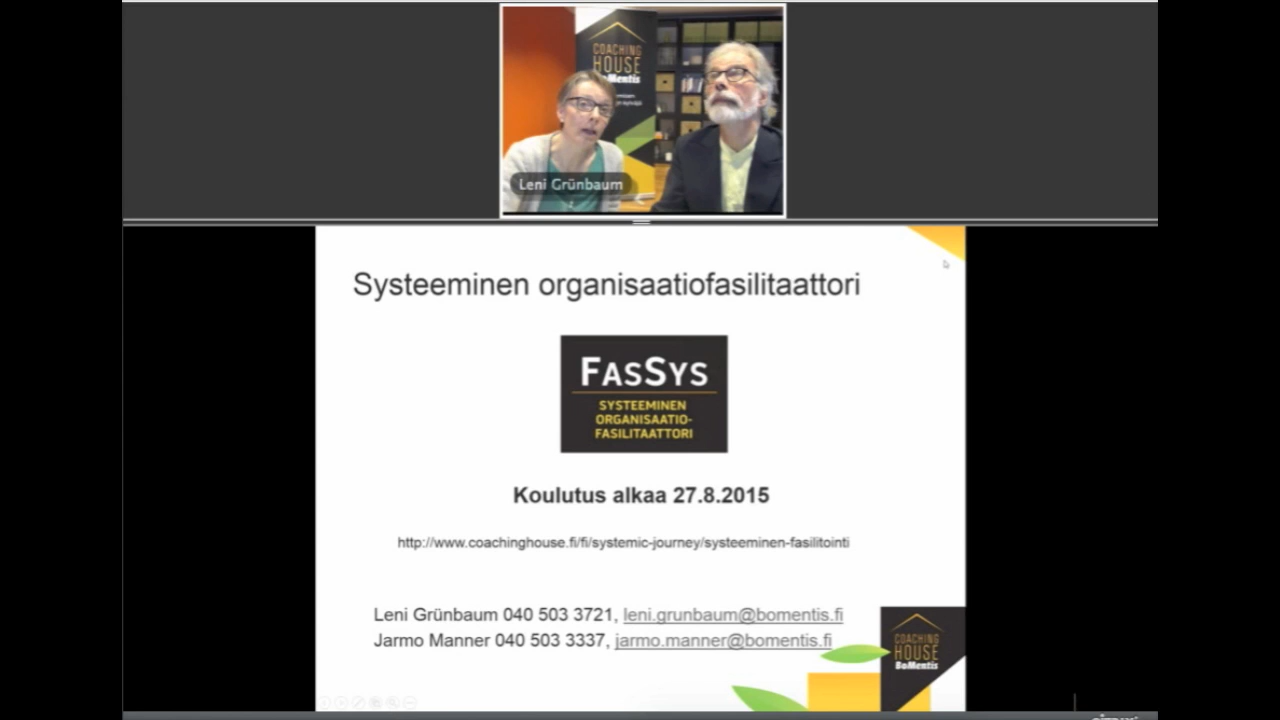 COACHING
HOUSE
BoMentis
Leni Grünbaum
Systeeminen organisaatiofasilitaattori
FASSYS
SYSTEEMINEN
ORGANISAATIO-
FASILITAATTORI
Koulutus alkaa 27.8.2015
http://www.coachinghouse.fi/fi/systemic-journey/systeeminen-fasilitointi
Leni Grünbaum 040 503 3721, leni.grunbaum@bomentis.fi
Jarmo Manner 040 503 3337, jarmo.manner@bomentis.fi
COACHING
HOUSE
BoMentis